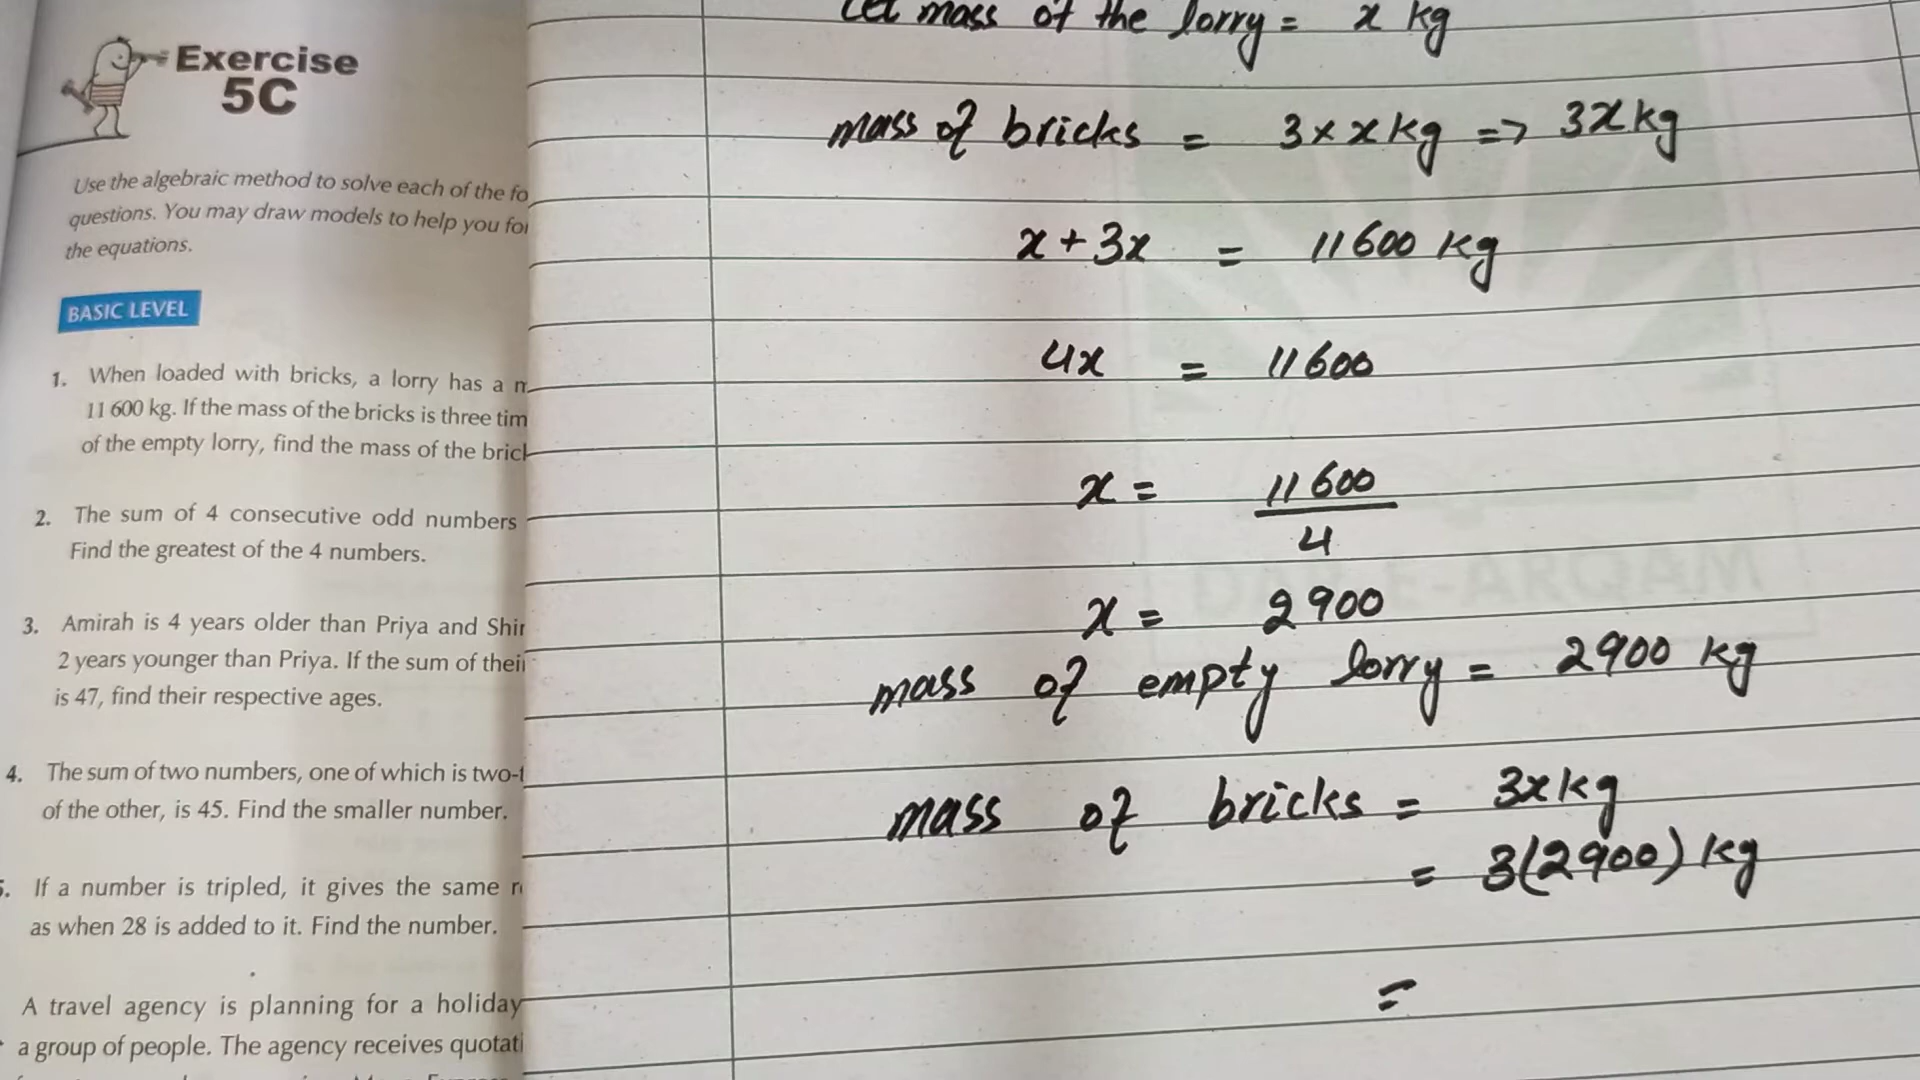 Exercise
5C
Use the algebraic method to solve each of the fo
questions. You may draw models to help you for
the equations.
BASIC LEVEL
1. When loaded with bricks, a lorry has a m
11 600 kg. If the mass of the bricks is three tim
of the empty lorry, find the mass of the brick
2. The sum of 4 consecutive odd numbers
Find the greatest of the 4 numbers.
3. Amirah is 4 years older than Priya and Shir
2 years younger than Priya. If the sum of their
is 47, find their respective ages.
4. The sum of two numbers, one of which is two-t
of the other, is 45. Find the smaller number.
5. If a number is tripled, it gives the same re
as when 28 is added to it. Find the number.
A travel agency is planning for a holiday
a group of people. The agency receives quotati
Let mass of the lorry = x kg
mass of bricks = 3 × x kg => 3x kg
x + 3x = 11600 kg
4x = 11600
x = 11600
4
x = 2900
mass of empty lorry = 2900 kg
mass of bricks = 3x kg
= 3(2900) kg
=
DAR-E-ARQAM